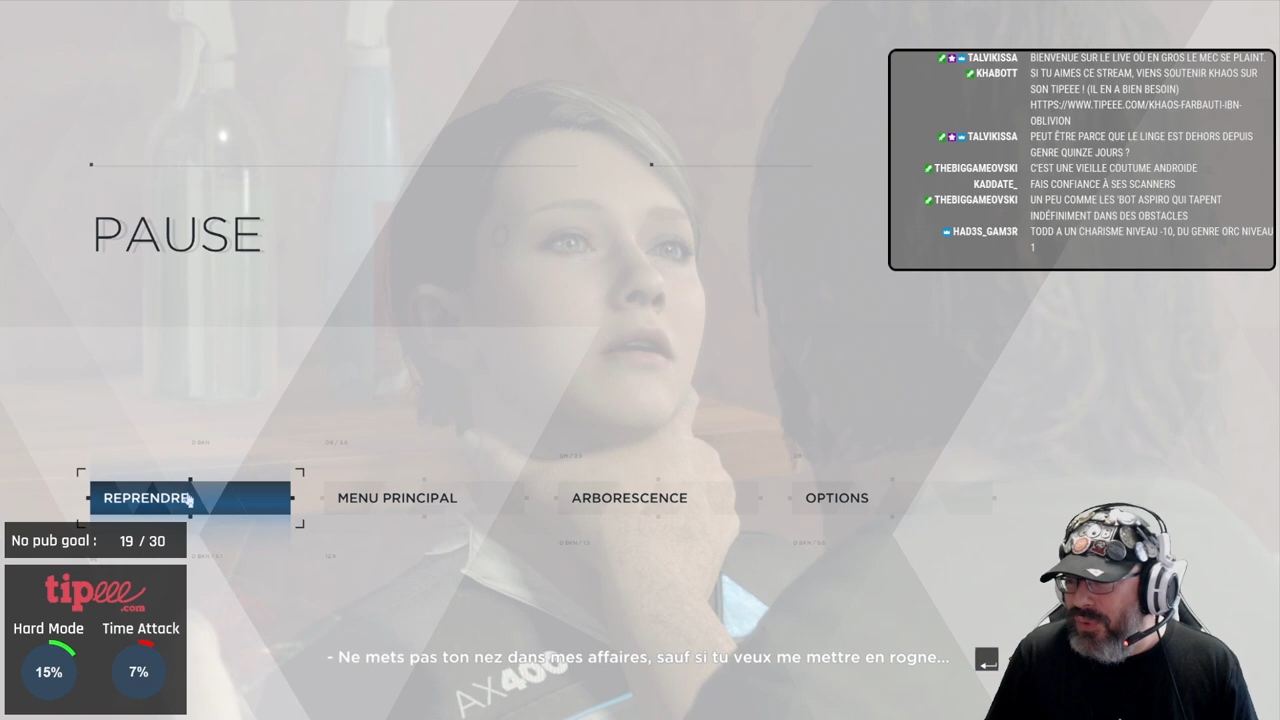 TALVIKISSA BIENVENUE SUR LE LIVE OÙ EN GROS LE MEC SE PLAINT.
KHABOTT SI TU AIMES CE STREAM, VIENS SOUTENIR KHAOS SUR
SON TIPEEE ! (IL EN A BIEN BESOIN)
HTTPS://WWW.TIPEEE.COM/KHAOS-FARBAUTI-IBN-
OBLIVION
TALVIKISSA PEUT ÊTRE PARCE QUE LE LINGE EST DEHORS DEPUIS
GENRE QUINZE JOURS ?
THEBIGGAMEOVSKI C'EST UNE VIEILLE COUTUME ANDROIDE
KADDATE_ FAIS CONFIANCE À SES SCANNERS
THEBIGGAMEOVSKI UN PEU COMME LES 'BOT ASPIRO QUI TAPENT
INDÉFINIMENT DANS DES OBSTACLES
HAD3S_GAM3R TODD A UN CHARISME NIVEAU -10, DU GENRE ORC NIVEAU
1
PAUSE
REPRENDRE
MENU PRINCIPAL
ARBORESCENCE
OPTIONS
No pub goal : 19 / 30
tipeee
.com
Hard Mode Time Attack
15% 7%
- Ne mets pas ton nez dans mes affaires, sauf si tu veux me mettre en rogne...
AX400